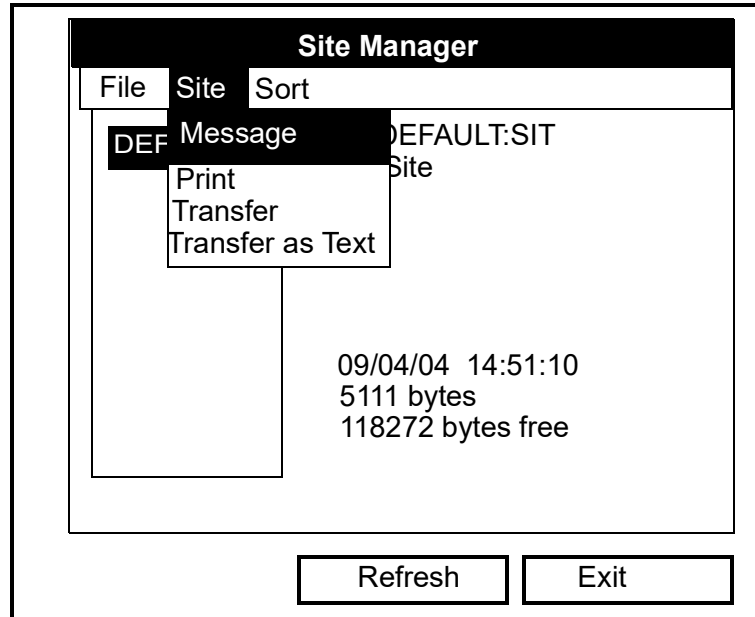 Site Manager
File Site Sort
DEF Message DEFAULT:SIT
Print Site
Transfer
Transfer as Text
09/04/04 14:51:10
5111 bytes
118272 bytes free
Refresh Exit